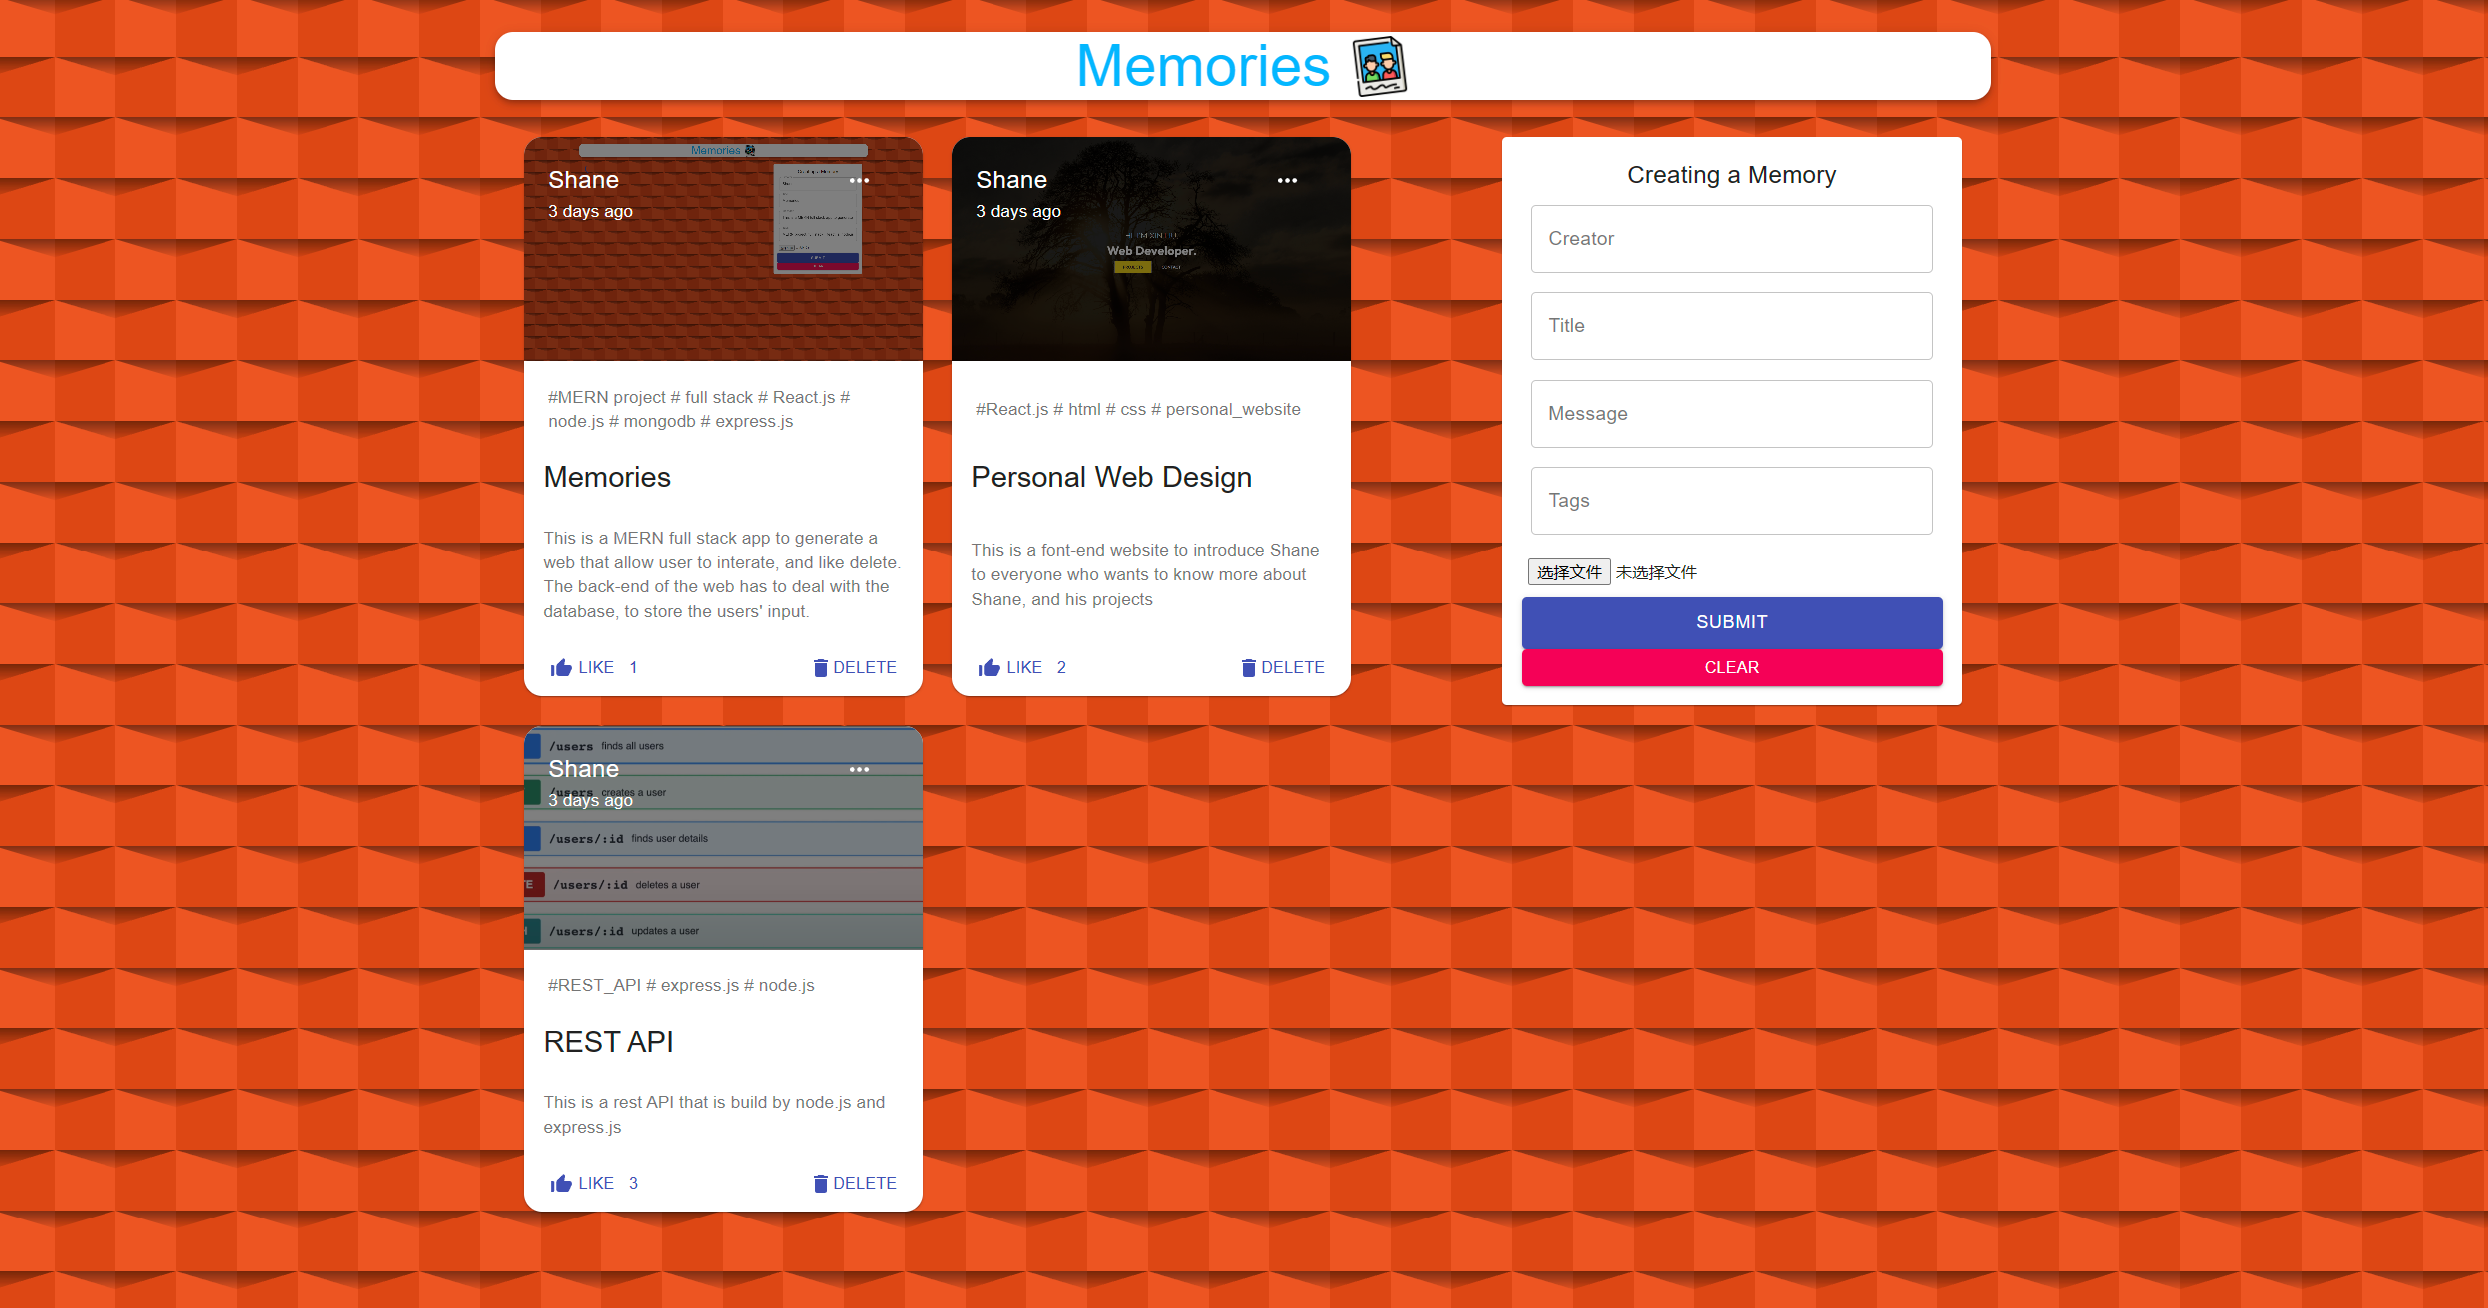 Memories
Memories
Creating a Memory
Shane
3 days ago
#MERN project # full stack # React.js #
node.js # mongodb # express.js
Memories
This is a MERN full stack app to generate a
web that allow user to interate, and like delete.
The back-end of the web has to deal with the
database, to store the users' input.
LIKE 1
DELETE
Shane
3 days ago
Web Developer.
PROJECTS
CONTACT
#React.js # html # css # personal_website
Personal Web Design
This is a font-end website to introduce Shane
to everyone who wants to know more about
Shane, and his projects
LIKE 2
DELETE
Creating a Memory
Creator
Title
Message
Tags
选择文件 未选择文件
SUBMIT
CLEAR
/users finds all users
Shane
/users creates a user
3 days ago
/users/:id finds user details
/users/:id deletes a user
/users/:id updates a user
#REST_API # express.js # node.js
REST API
This is a rest API that is build by node.js and
express.js
LIKE 3
DELETE